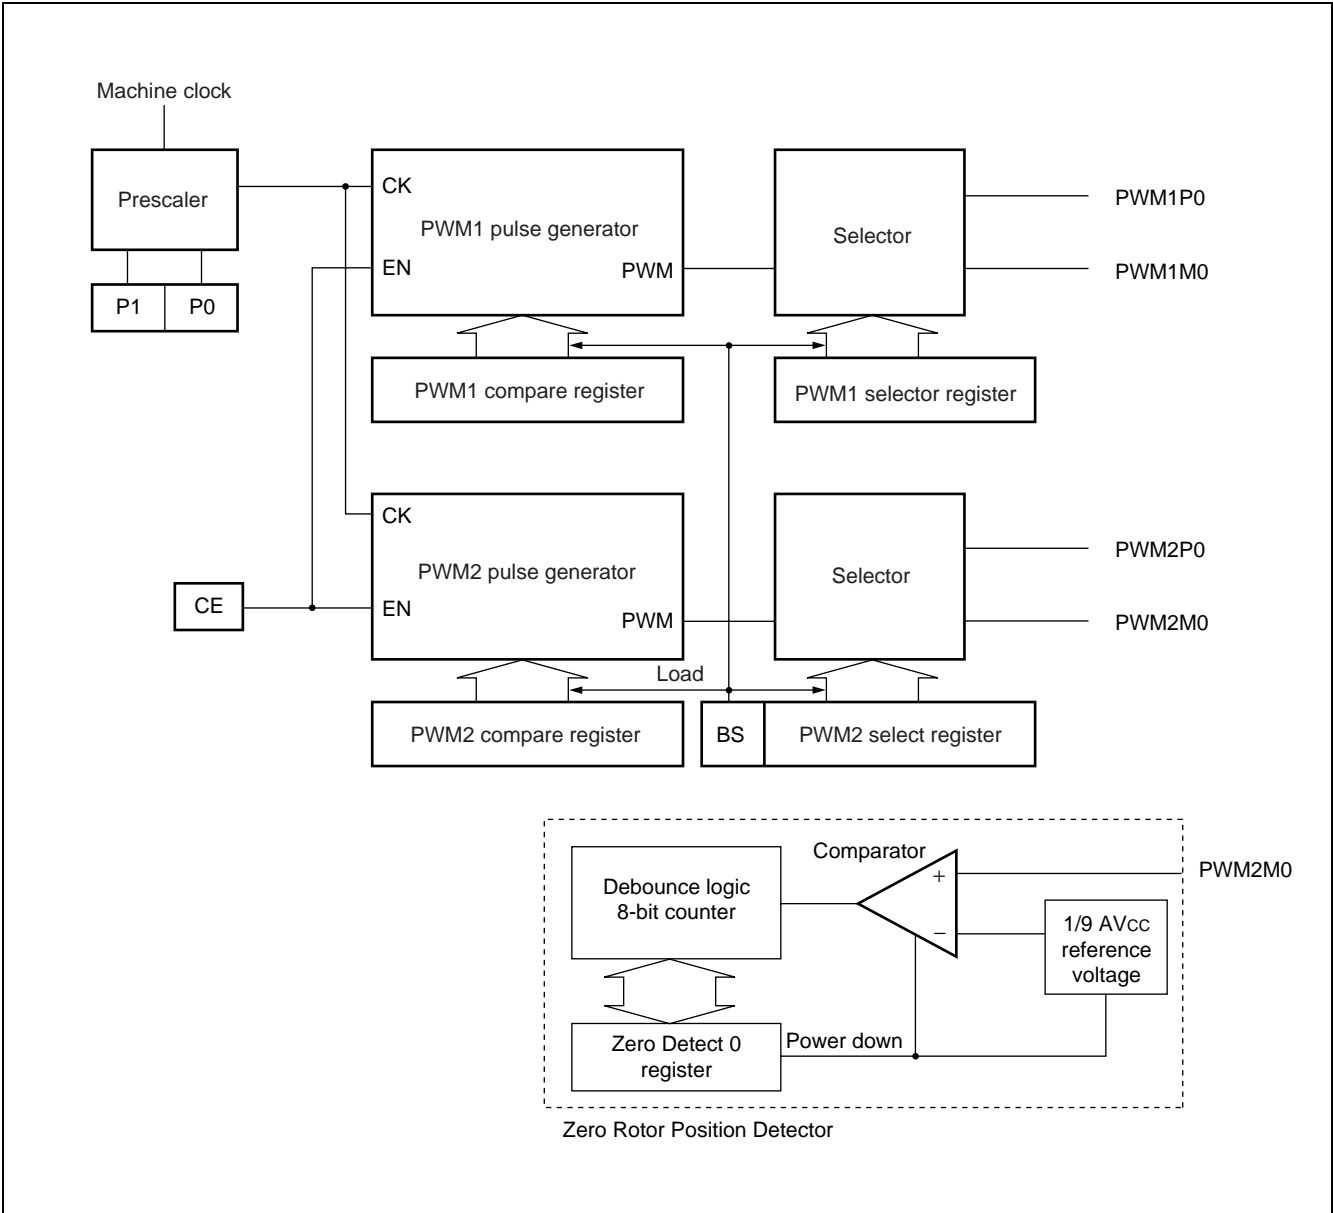 Machine clock
Prescaler
P1
P0
CK
PWM1 pulse generator
EN
PWM
Selector
PWM1P0
PWM1M0
PWM1 compare register
PWM1 selector register
CK
PWM2 pulse generator
CE
EN
PWM
Selector
PWM2P0
PWM2M0
Load
PWM2 compare register
BS
PWM2 select register
Comparator
Debounce logic
8-bit counter
+
−
PWM2M0
1/9 AVcc
reference
voltage
Zero Detect 0
register
Power down
Zero Rotor Position Detector